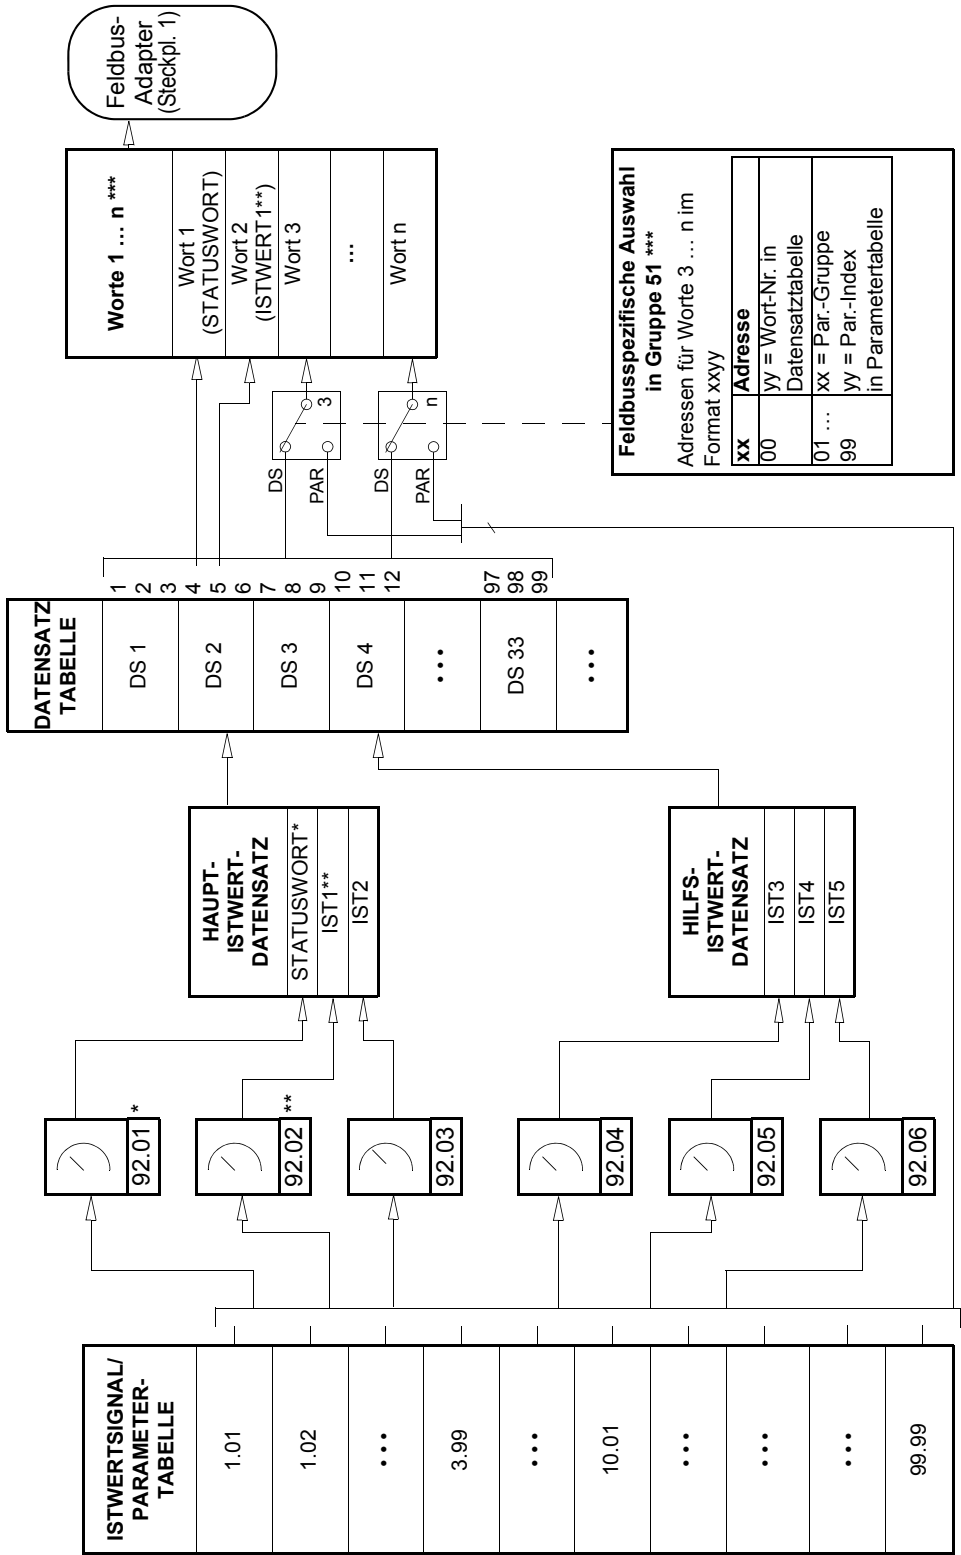 ISTWERTSIGNAL/
PARAMETER-
TABELLE
1.01
1.02
...
3.99
...
10.01
...
...
...
99.99
92.01
*
92.02
**
92.03
92.04
92.05
92.06
HAUPT-
ISTWERT-
DATENSATZ
STATUSWORT*
IST1**
IST2
HILFS-
ISTWERT-
DATENSATZ
IST3
IST4
IST5
DATENSATZ
TABELLE
DS 1
DS 2
DS 3
DS 4
...
DS 33
...
1
2
3
4
5
6
7
8
9
10
11
12
97
98
99
DS
PAR
3
DS
PAR
n
Worte 1 ... n ***
Wort 1
(STATUSWORT)
Wort 2
(ISTWERT1**)
Wort 3
...
Wort n
Feldbus-
Adapter
(Steckpl. 1)
Feldbusspezifische Auswahl
in Gruppe 51 ***
Adressen für Worte 3 ... n im
Format xxyy
xx Adresse
00 yy = Wort-Nr. in
Datensatztabelle
01 ... xx = Par.-Gruppe
99 yy = Par.-Index
in Parametertabelle